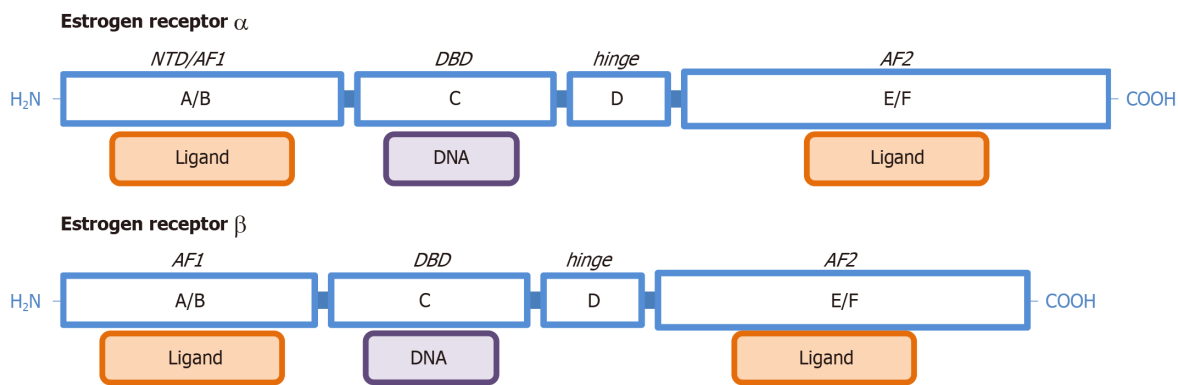 Estrogen receptor α
NTD/AF1 DBD hinge AF2
H₂N A/B C D E/F COOH
Ligand DNA Ligand
Estrogen receptor β
AF1 DBD hinge AF2
H₂N A/B C D E/F COOH
Ligand DNA Ligand